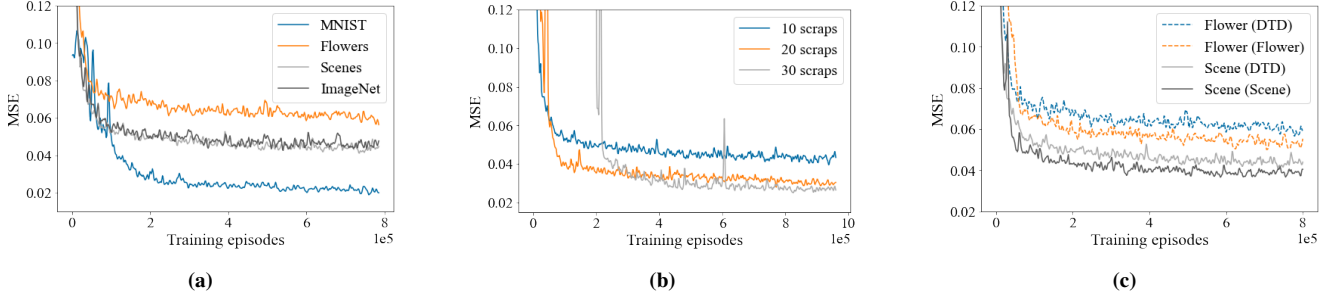 0.12
0.10
0.08
0.06
0.04
0.02
MSE
0 2 4 6 8
1e5
Training episodes
MNIST
Flowers
Scenes
ImageNet
(a)
0.12
0.10
0.08
0.06
0.04
0.02
MSE
0 2 4 6 8 10
1e5
Training episodes
10 scraps
20 scraps
30 scraps
(b)
0.12
0.10
0.08
0.06
0.04
0.02
MSE
0 2 4 6 8
1e5
Training episodes
Flower (DTD)
Flower (Flower)
Scene (DTD)
Scene (Scene)
(c)